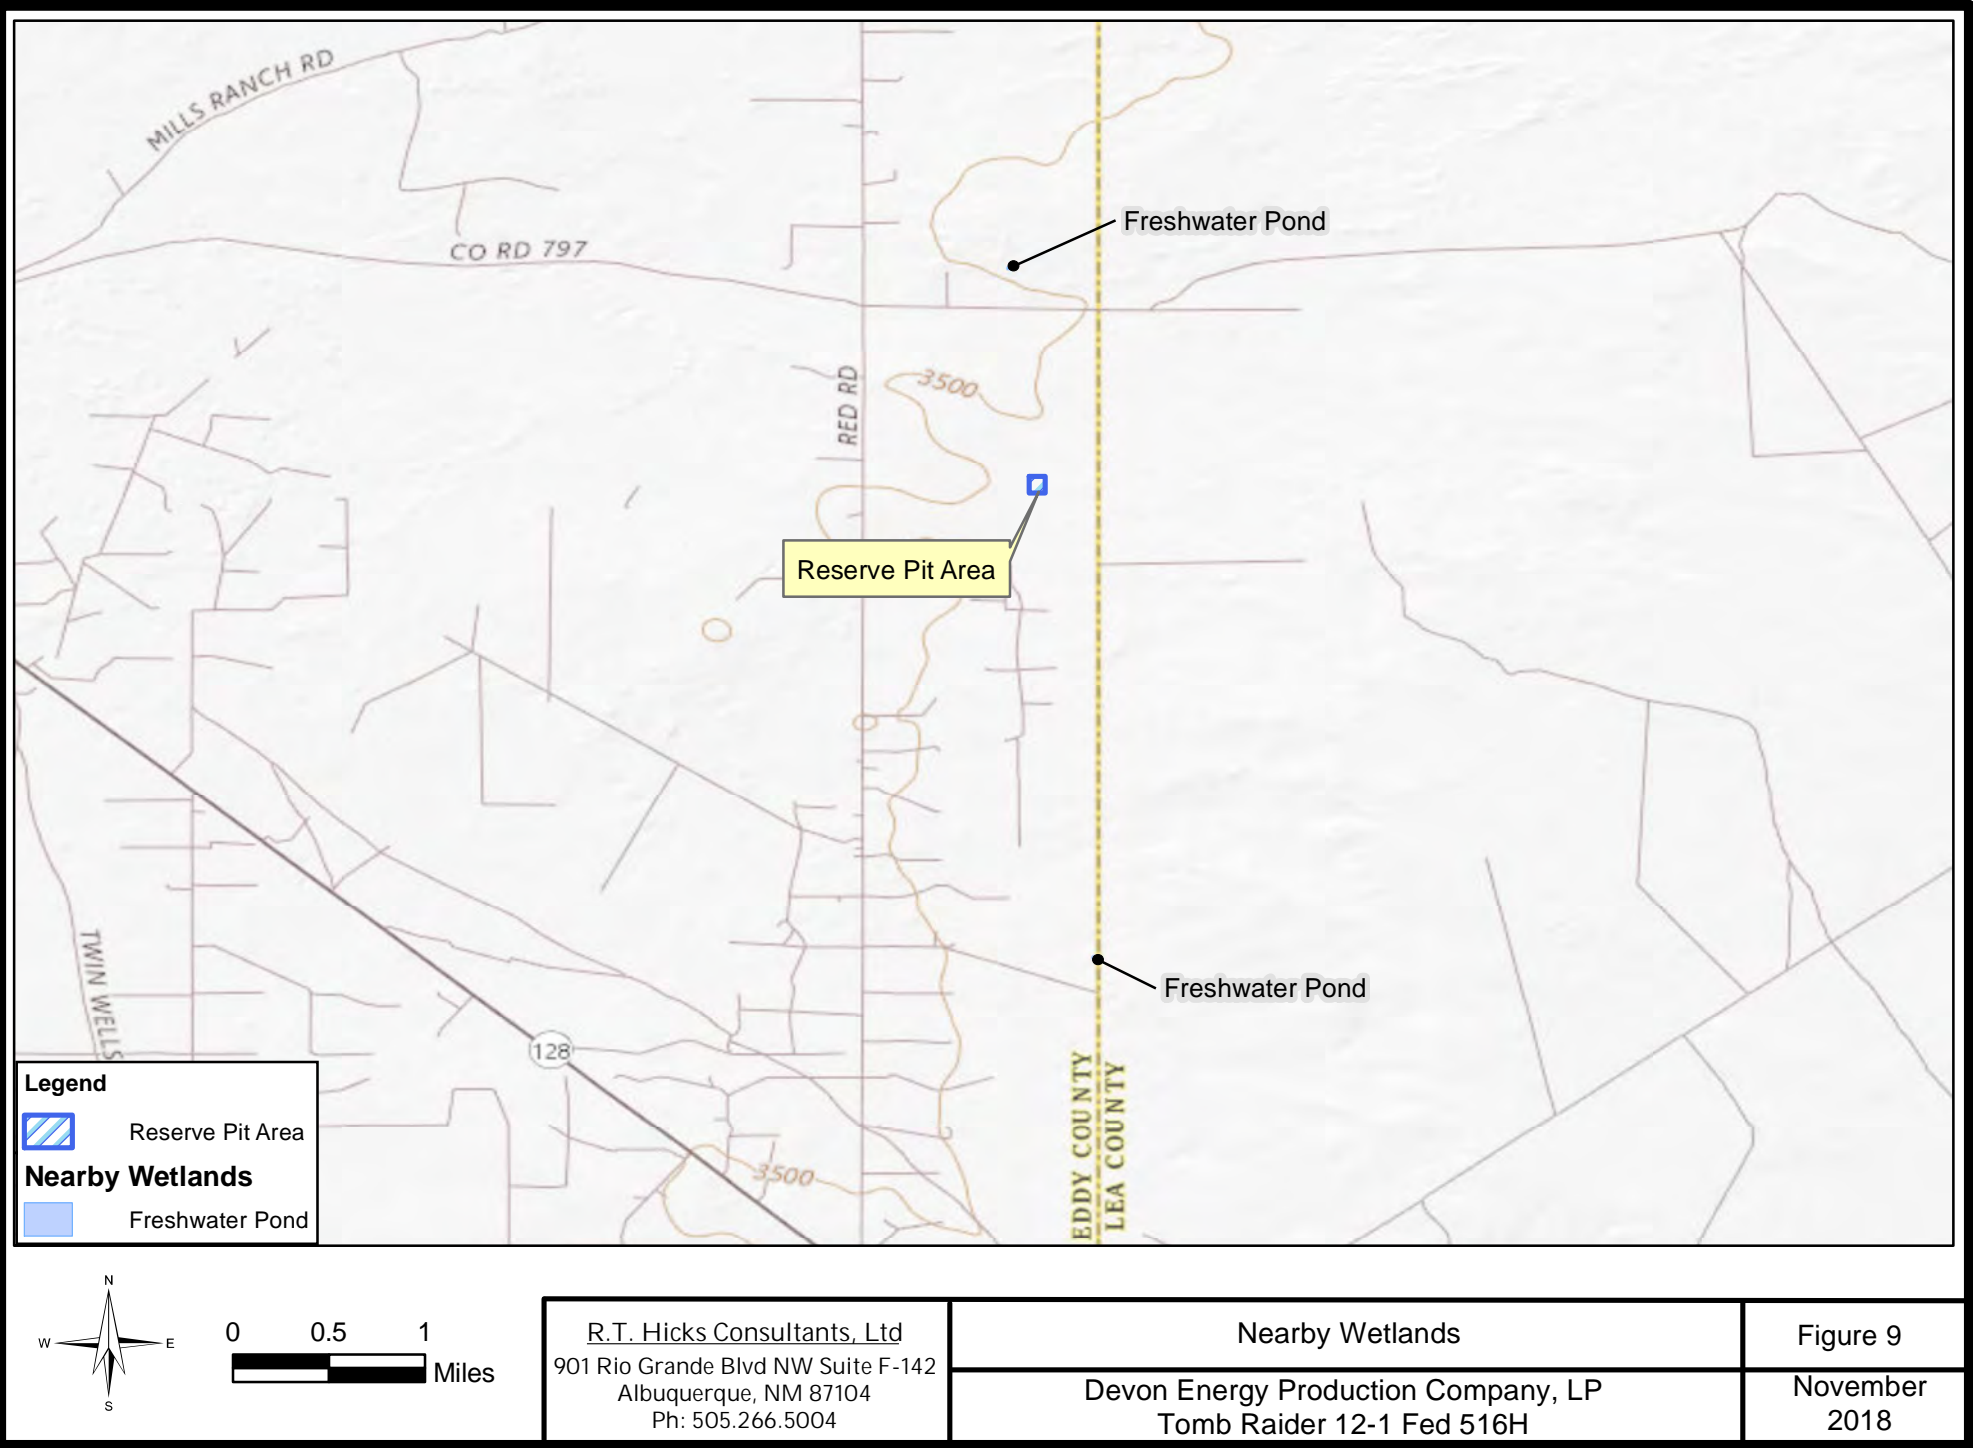 MILLS RANCH RD
Freshwater Pond
CO RD 797
RED RD
3500
Reserve Pit Area
TWIN WELLS
Freshwater Pond
128
EDDY COUNTY
LEA COUNTY
3500
Legend
Reserve Pit Area
Nearby Wetlands
Freshwater Pond
N
W E
S
0 0.5 1
Miles
R.T. Hicks Consultants, Ltd
901 Rio Grande Blvd NW Suite F-142
Albuquerque, NM 87104
Ph: 505.266.5004
Nearby Wetlands
Devon Energy Production Company, LP
Tomb Raider 12-1 Fed 516H
Figure 9
November
2018